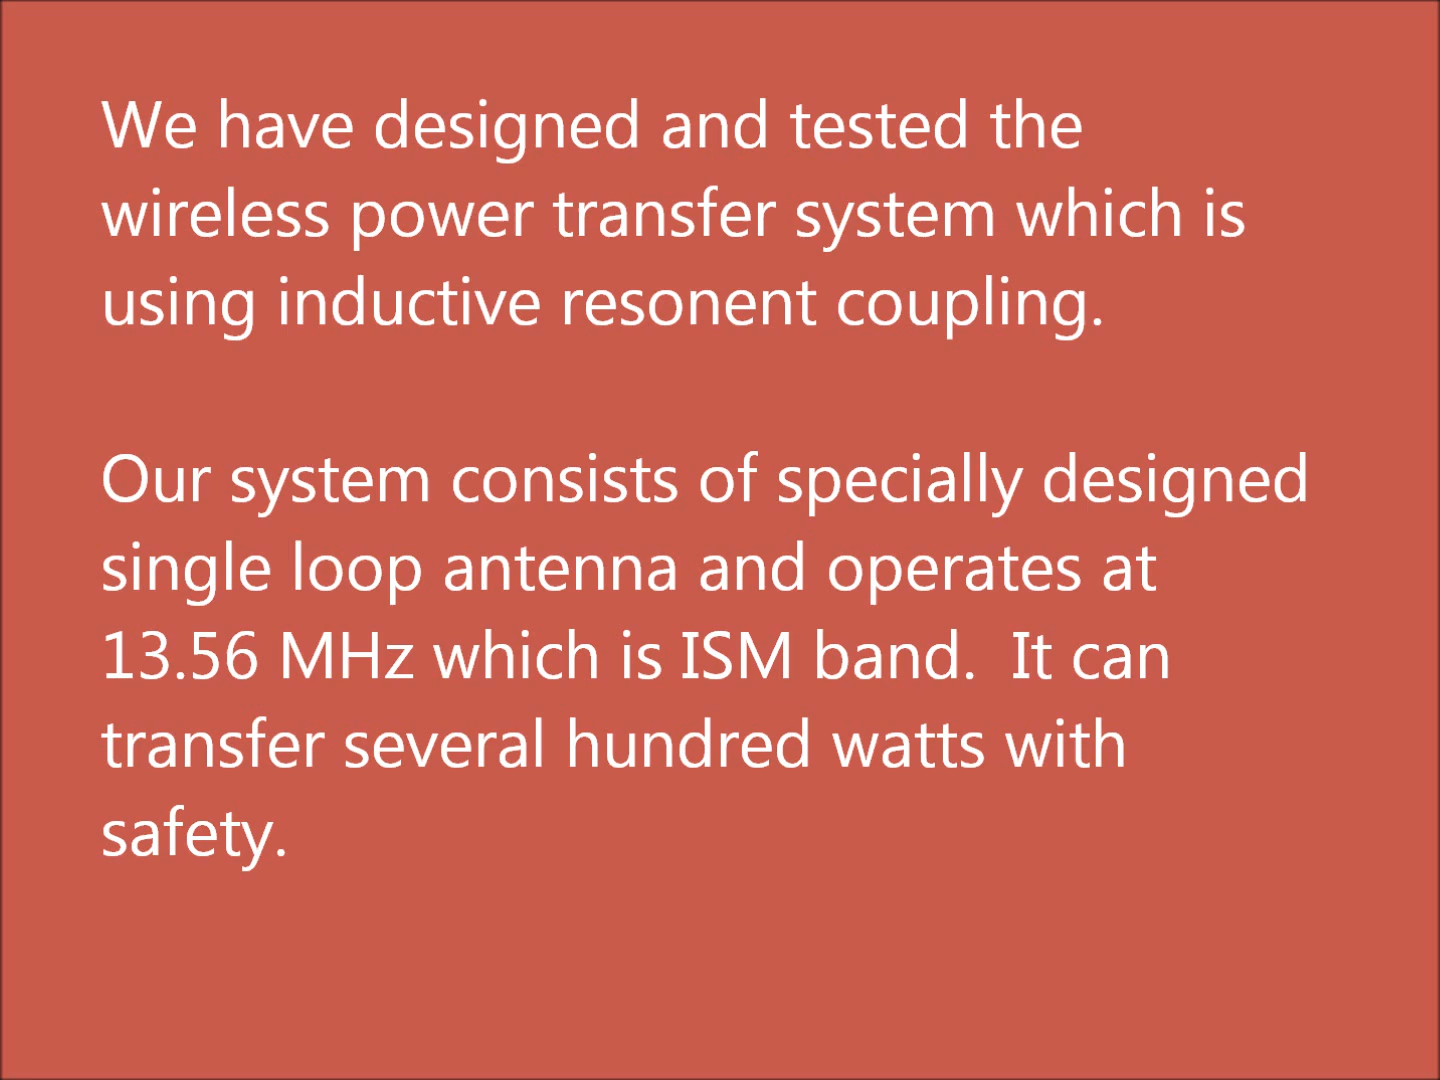 We have designed and tested the
wireless power transfer system which is
using inductive resonent coupling.
Our system consists of specially designed
single loop antenna and operates at
13.56 MHz which is ISM band.  It can
transfer several hundred watts with
safety.